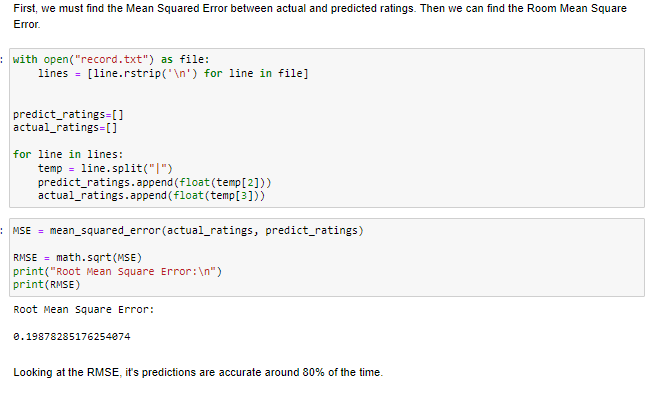 First, we must find the Mean Squared Error between actual and predicted ratings. Then we can find the Room Mean Square
Error.
: with open("record.txt") as file:
    lines = [line.rstrip('\n') for line in file]
predict_ratings=[]
actual_ratings=[]
for line in lines:
    temp = line.split("|")
    predict_ratings.append(float(temp[2]))
    actual_ratings.append(float(temp[3]))
: MSE = mean_squared_error(actual_ratings, predict_ratings)
RMSE = math.sqrt(MSE)
print("Root Mean Square Error:\n")
print(RMSE)
Root Mean Square Error:
0.19878285176254074
Looking at the RMSE, it's predictions are accurate around 80% of the time.